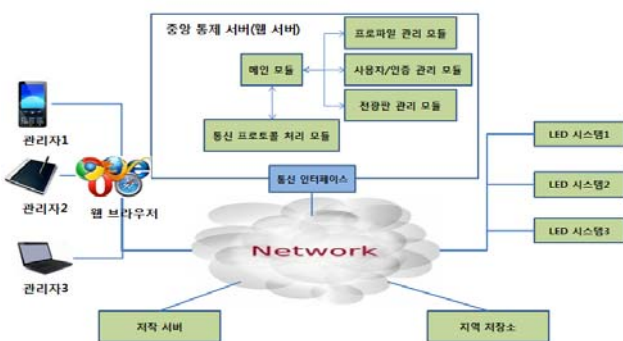 중앙 통제 서버(웹 서버)
프로파일 관리 모듈
메인 모듈
사용자/인증 관리 모듈
전광판 관리 모듈
통신 프로토콜 처리 모듈
통신 인터페이스
관리자1
관리자2
관리자3
웹 브라우저
Network
LED 시스템1
LED 시스템2
LED 시스템3
저작 서버
지역 저장소